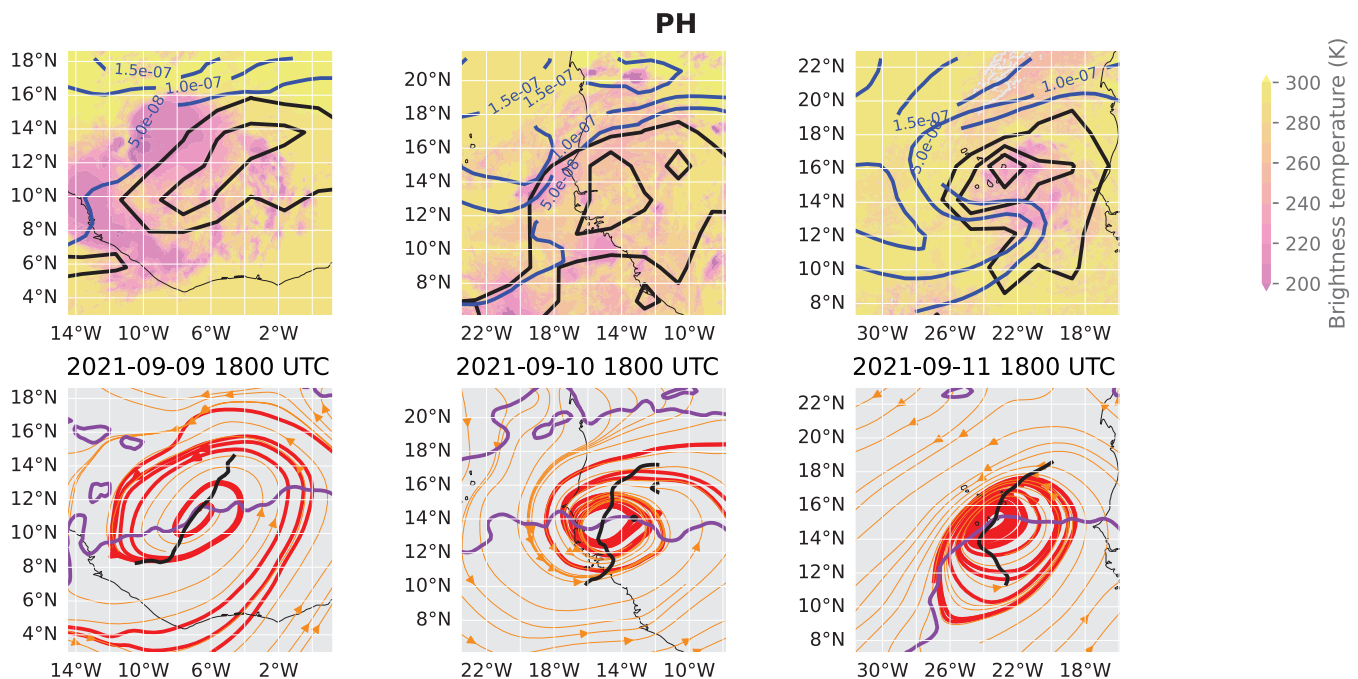 PH
18°N
16°N
14°N
12°N
10°N
8°N
6°N
4°N
14°W 10°W 6°W 2°W
1.5e-07
1.0e-07
5.0e-08
20°N
18°N
16°N
14°N
12°N
10°N
8°N
22°W 18°W 14°W 10°W
1.5e-07
1.5e-07
5.0e-08
22°N
20°N
18°N
16°N
14°N
12°N
10°N
8°N
30°W 26°W 22°W 18°W
1.0e-07
1.5e-07
300
280
260
240
220
200
Brightness temperature (K)
2021-09-09 1800 UTC
2021-09-10 1800 UTC
2021-09-11 1800 UTC
18°N
16°N
14°N
12°N
10°N
8°N
6°N
4°N
14°W 10°W 6°W 2°W
20°N
18°N
16°N
14°N
12°N
10°N
8°N
22°W 18°W 14°W 10°W
22°N
20°N
18°N
16°N
14°N
12°N
10°N
8°N
30°W 26°W 22°W 18°W